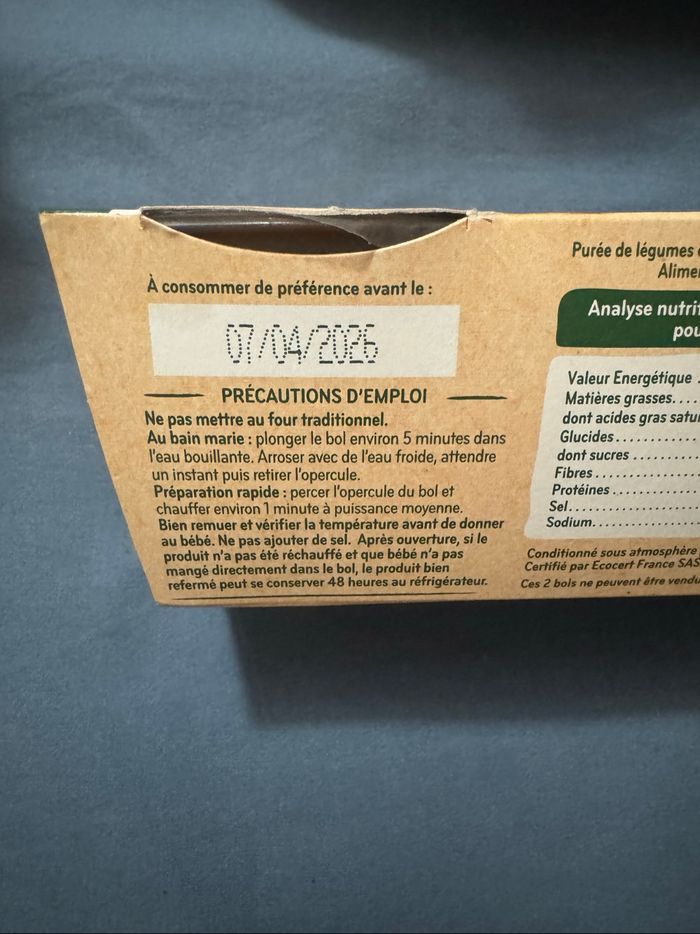 À consommer de préférence avant le :
07/04/2026
PRÉCAUTIONS D'EMPLOI
Ne pas mettre au four traditionnel.
Au bain marie : plonger le bol environ 5 minutes dans
l'eau bouillante. Arroser avec de l'eau froide, attendre
un instant puis retirer l'opercule.
Préparation rapide : percer l'opercule du bol et
chauffer environ 1 minute à puissance moyenne.
Bien remuer et vérifier la température avant de donner
au bébé. Ne pas ajouter de sel. Après ouverture, si le
produit n'a pas été réchauffé et que bébé n'a pas
mangé directement dans le bol, le produit bien
refermé peut se conserver 48 heures au réfrigérateur.
Purée de légumes
Analyse
Valeur Energétique
Matières grasses....
dont acides gras
Glucides
dont sucres
Fibres
Protéines
Sel
Sodium
Conditionné sous atmosphère
Certifié par Ecocert France SAS
Ces 2 bols ne peuvent être